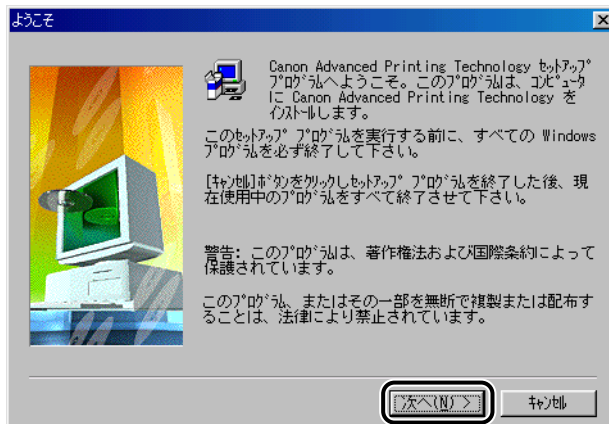 ようこそ
Canon Advanced Printing Technology ｾｯﾄｱｯﾌﾟ
ﾌﾟﾛｸﾞﾗﾑへようこそ。このﾌﾟﾛｸﾞﾗﾑは、ｺﾝﾋﾟｭｰﾀ
に Canon Advanced Printing Technology を
ｲﾝｽﾄｰﾙします。
このｾｯﾄｱｯﾌﾟ ﾌﾟﾛｸﾞﾗﾑを実行する前に、すべての Windows
ﾌﾟﾛｸﾞﾗﾑを必ず終了して下さい。
[ｷｬﾝｾﾙ]ﾎﾞﾀﾝをｸﾘｯｸしｾｯﾄｱｯﾌﾟ ﾌﾟﾛｸﾞﾗﾑを終了した後、現
在使用中のﾌﾟﾛｸﾞﾗﾑをすべて終了させて下さい。
警告: このﾌﾟﾛｸﾞﾗﾑは、著作権法および国際条約によって
保護されています。
このﾌﾟﾛｸﾞﾗﾑ、またはその一部を無断で複製または配布す
ることは、法律により禁止されています。
次へ(N) >
ｷｬﾝｾﾙ